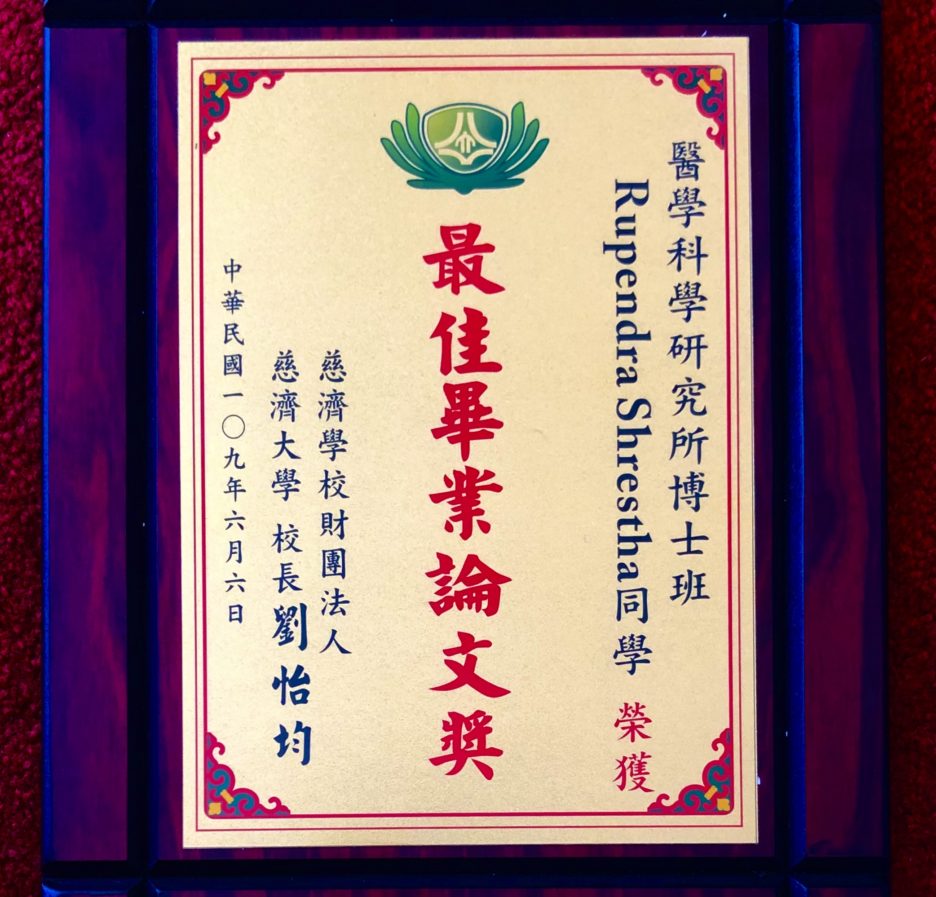 醫學科學研究所博士班
Rupendra Shrestha同學 榮獲
最佳畢業論文獎
慈濟學校財團法人
慈濟大學 校長劉怡均
中華民國一〇九年六月六日